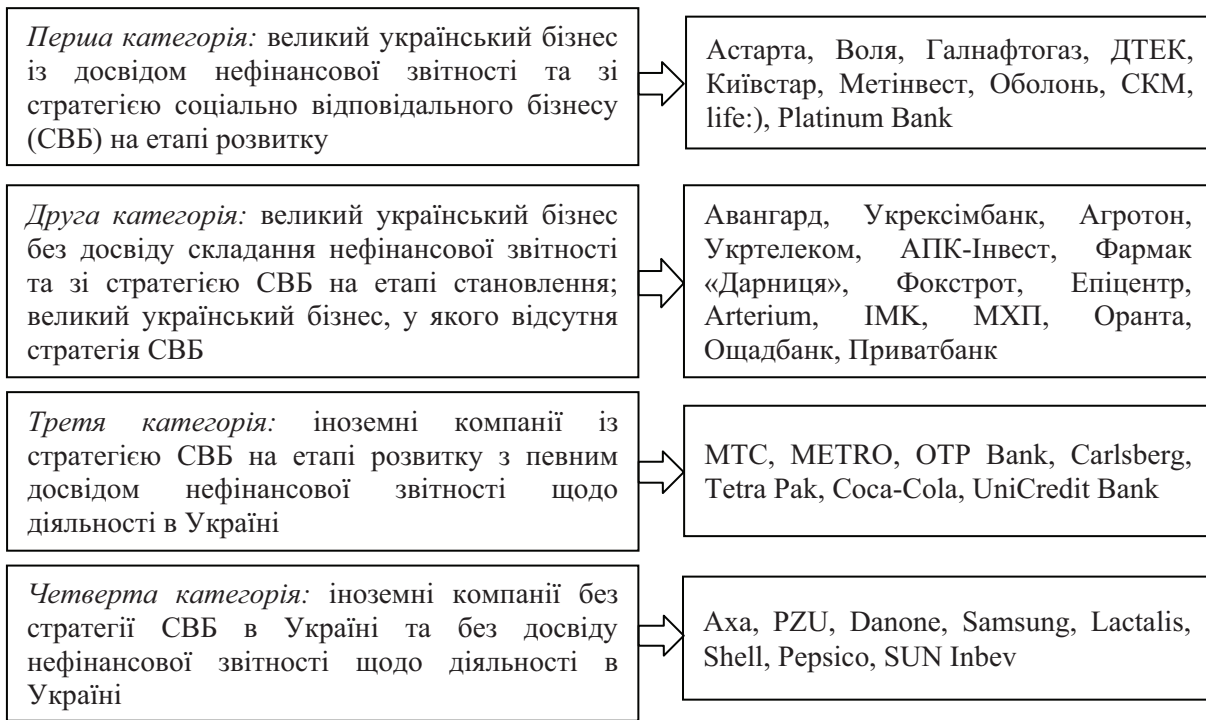 Перша категорія: великий український бізнес
із досвідом нефінансової звітності та зі
стратегією соціально відповідального бізнесу
(СВБ) на етапі розвитку
Астарта, Воля, Галнафтогаз, ДТЕК,
Київстар, Метінвест, Оболонь, СКМ,
life:), Platinum Bank
Друга категорія: великий український бізнес
без досвіду складання нефінансової звітності
та зі стратегією СВБ на етапі становлення;
великий український бізнес, у якого відсутня
стратегія СВБ
Авангард, Укрексімбанк, Агротон,
Укртелеком, АПК-Інвест, Фармак
«Дарниця», Фокстрот, Епіцентр,
Arterium, ІМК, МХП, Оранта,
Ощадбанк, Приватбанк
Третя категорія: іноземні компанії із
стратегією СВБ на етапі розвитку з певним
досвідом нефінансової звітності щодо
діяльності в Україні
МТС, METRO, OTP Bank, Carlsberg,
Tetra Pak, Coca-Cola, UniCredit Bank
Четверта категорія: іноземні компанії без
стратегії СВБ в Україні та без досвіду
нефінансової звітності щодо діяльності в
Україні
Axa, PZU, Danone, Samsung, Lactalis,
Shell, Pepsico, SUN Inbev